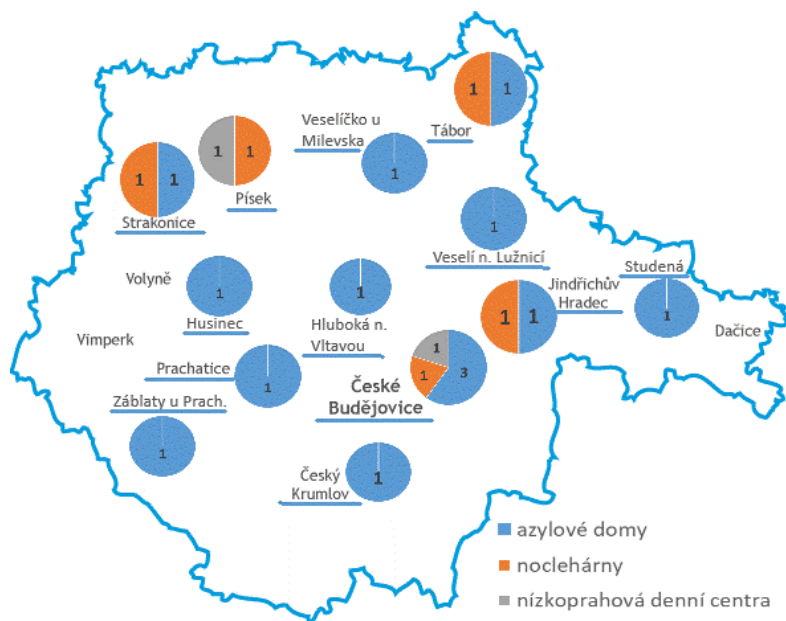 Veselíčko u
Milevska
1
1 1
Tábor
1 1
Strakonice
1 1
Písek
1
Veselí n. Lužnicí
Volyně
1
Husinec
1
Hluboká n.
Vltavou
Jindřichův
Hradec
1 1
Studená
1
Dačice
Vimperk
Prachatice
1
České
Budějovice
1
1
3
Záblaty u Prach.
1
Český
Krumlov
1
azylové domy
noclehárny
nízkoprahová denní centra